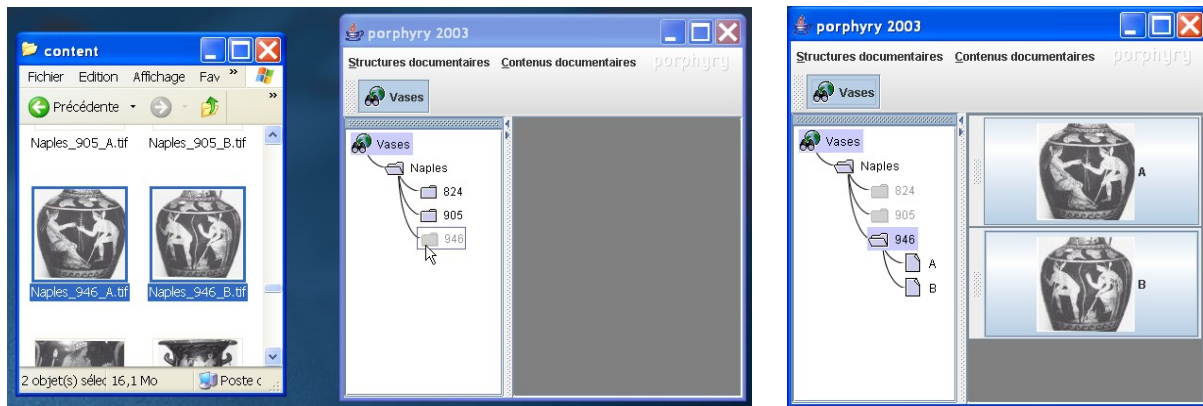 content
Fichier Edition Affichage Fav »
Précédente »
Naples_905_A.tif Naples_905_B.tif
Naples_946_A.tif Naples_946_B.tif
2 objet(s) sélec 16,1 Mo Poste c
porphyry 2003
Structures documentaires Contenus documentaires porphyry
Vases
Vases
Naples
824
905
946
porphyry 2003
Structures documentaires Contenus documentaires porphyry
Vases
Vases
Naples
824
905
946
A
B
A
B